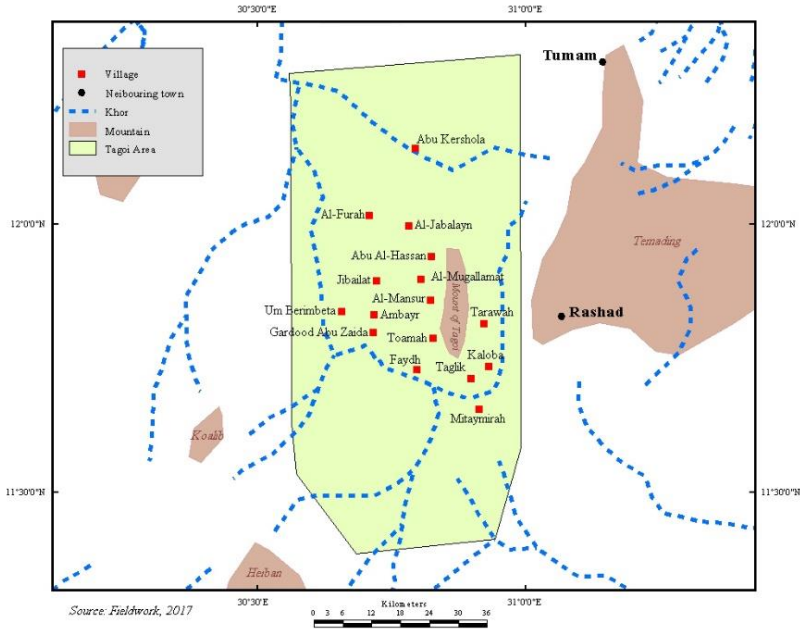 30°30'0"E
31°0'0"E
Tumam
Village
Neibouring town
Khor
Mountain
Tagoi Area
Abu Kershola
12°0'0"N
12°0'0"N
Al-Furah
Al-Jabalayn
Temading
Abu Al-Hassan
Jibailat
Al-Mugallamat
Al-Mansur
Mount of Tagoi
Um Berimbeta
Ambayr
Tarawah
Rashad
Gardood Abu Zaida
Toamah
Kaloba
Faydh
Taglik
Mitaymirah
Koalib
11°30'0"N
11°30'0"N
Heiban
Source: Fieldwork, 2017
30°30'0"E
31°0'0"E
Kilometers
0 3 6 12 18 24 30 36